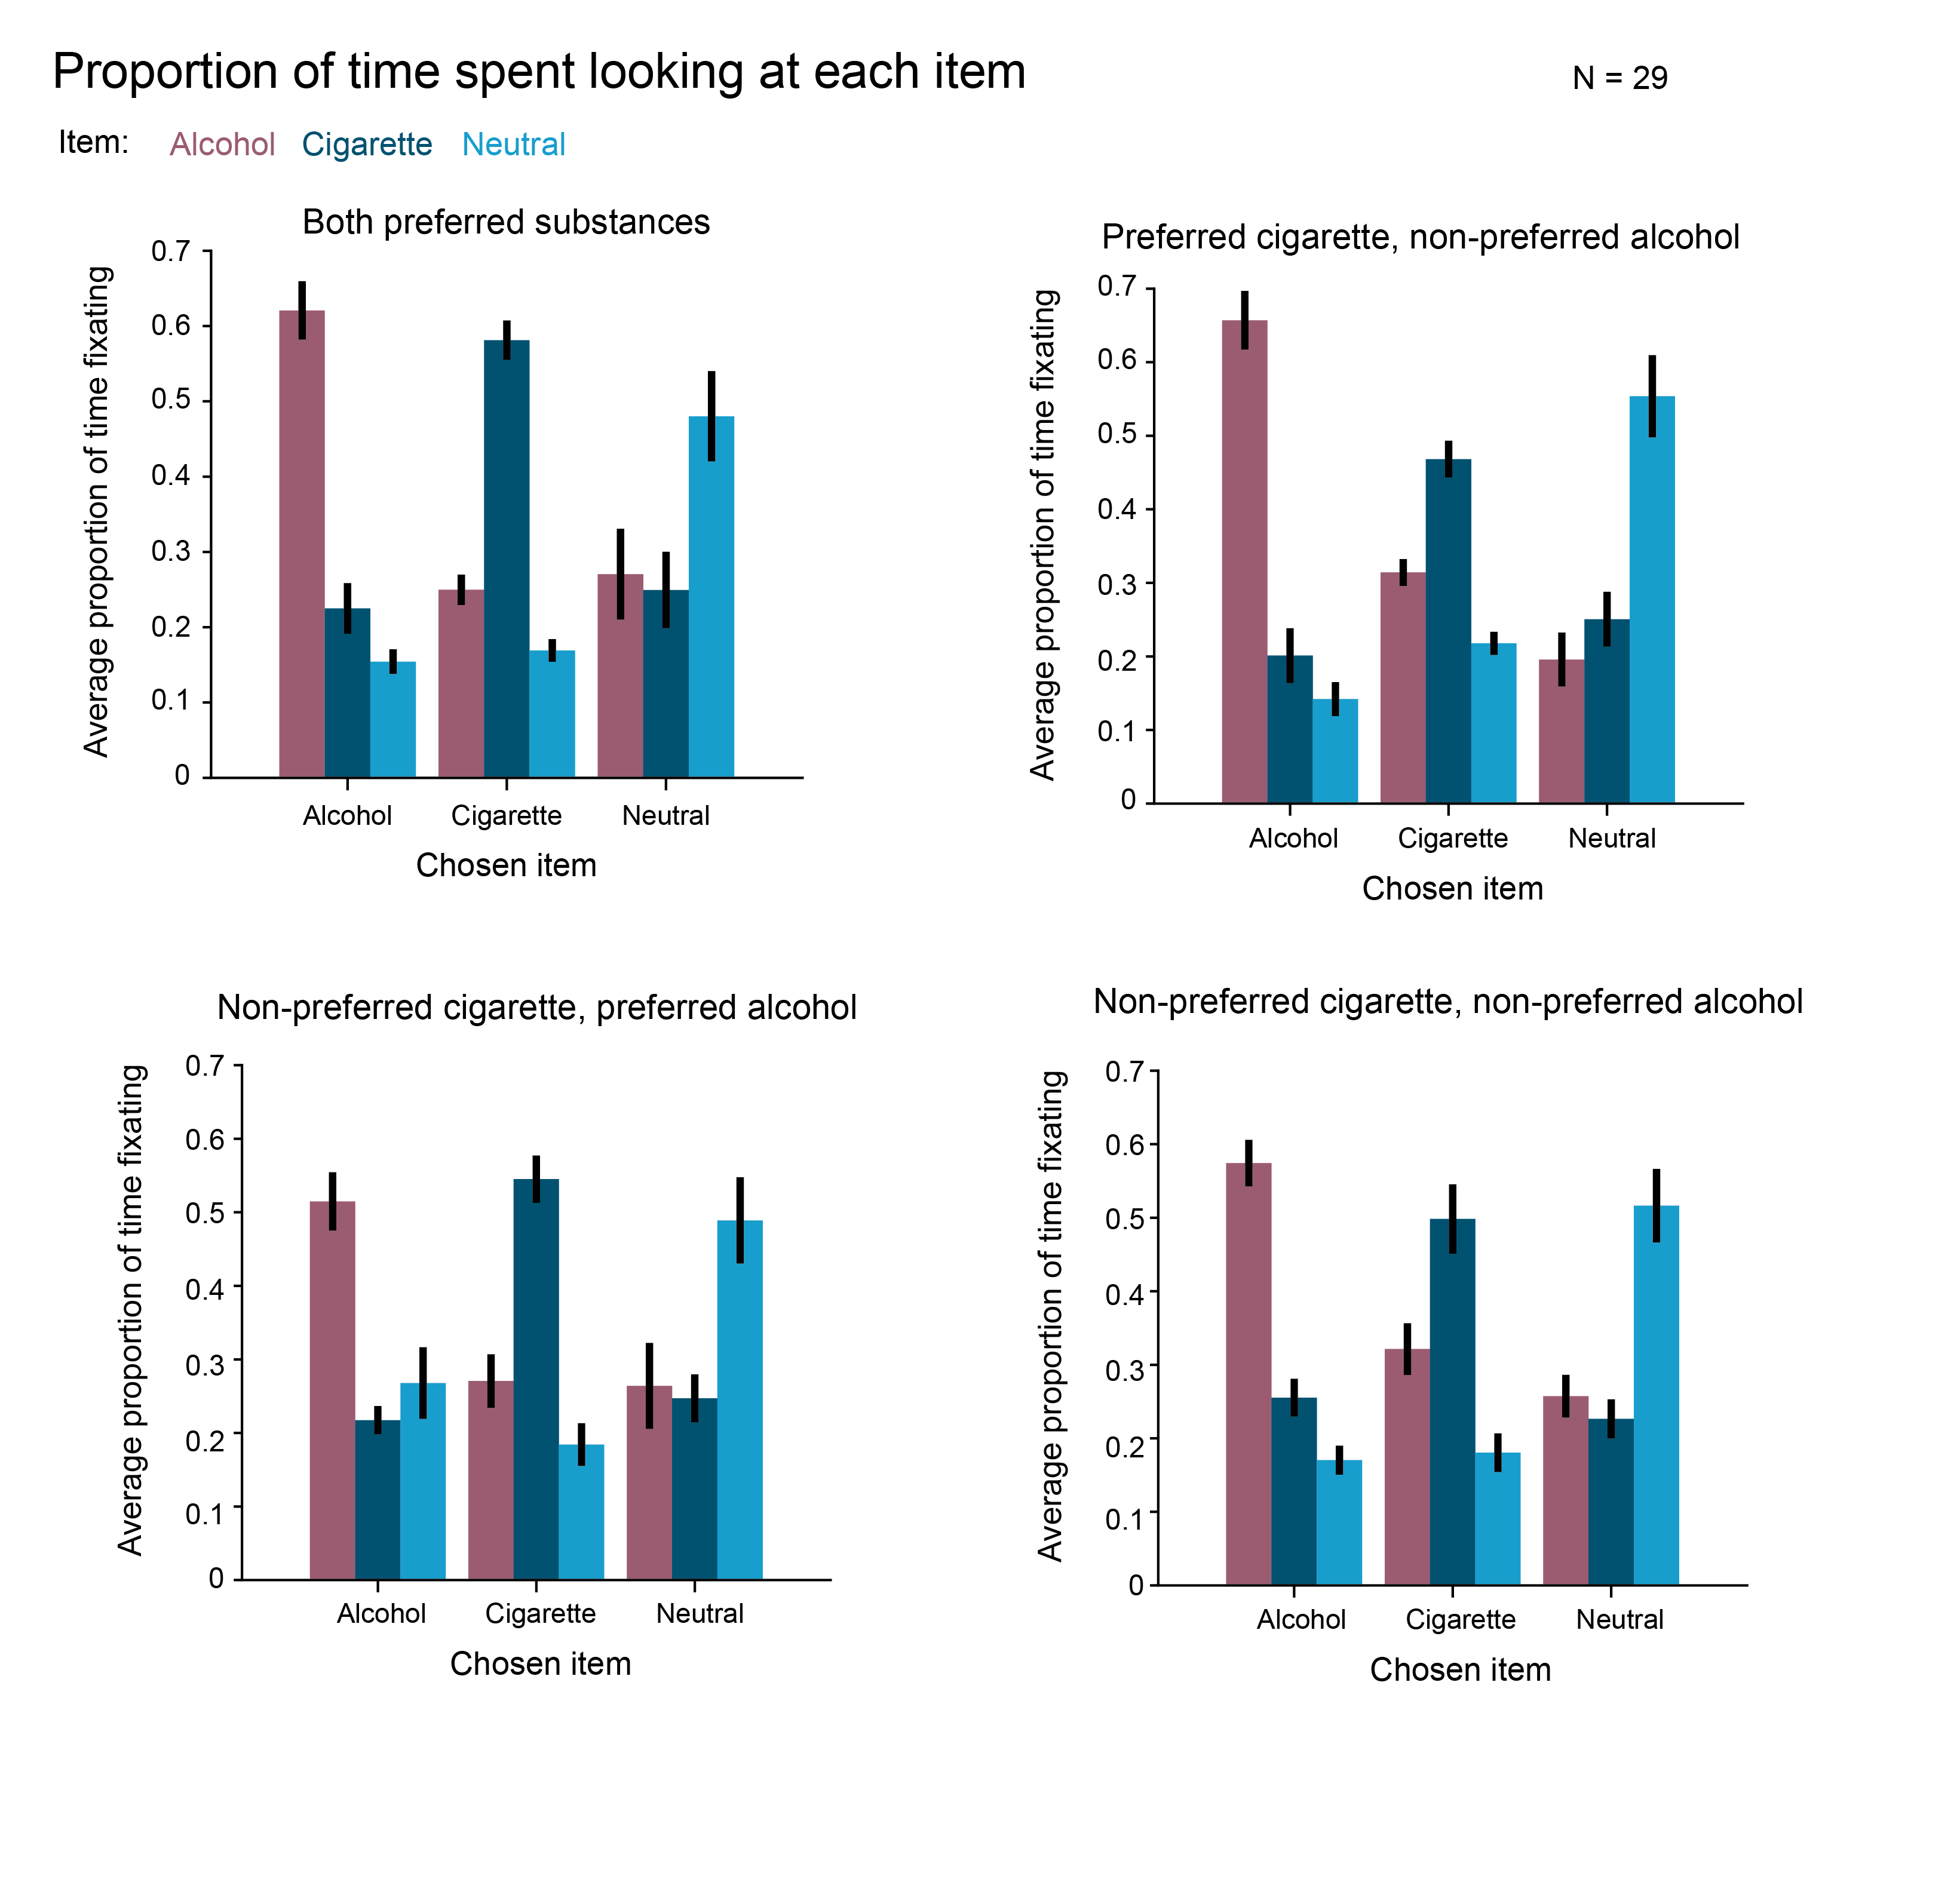 Proportion of time spent looking at each item
N = 29
Item: Alcohol Cigarette Neutral
Both preferred substances
Average proportion of time fixating
0.7
0.6
0.5
0.4
0.3
0.2
0.1
0
Alcohol Cigarette Neutral
Chosen item
Preferred cigarette, non-preferred alcohol
Average proportion of time fixating
0.7
0.6
0.5
0.4
0.3
0.2
0.1
0
Alcohol Cigarette Neutral
Chosen item
Non-preferred cigarette, preferred alcohol
Average proportion of time fixating
0.7
0.6
0.5
0.4
0.3
0.2
0.1
0
Alcohol Cigarette Neutral
Chosen item
Non-preferred cigarette, non-preferred alcohol
Average proportion of time fixating
0.7
0.6
0.5
0.4
0.3
0.2
0.1
0
Alcohol Cigarette Neutral
Chosen item